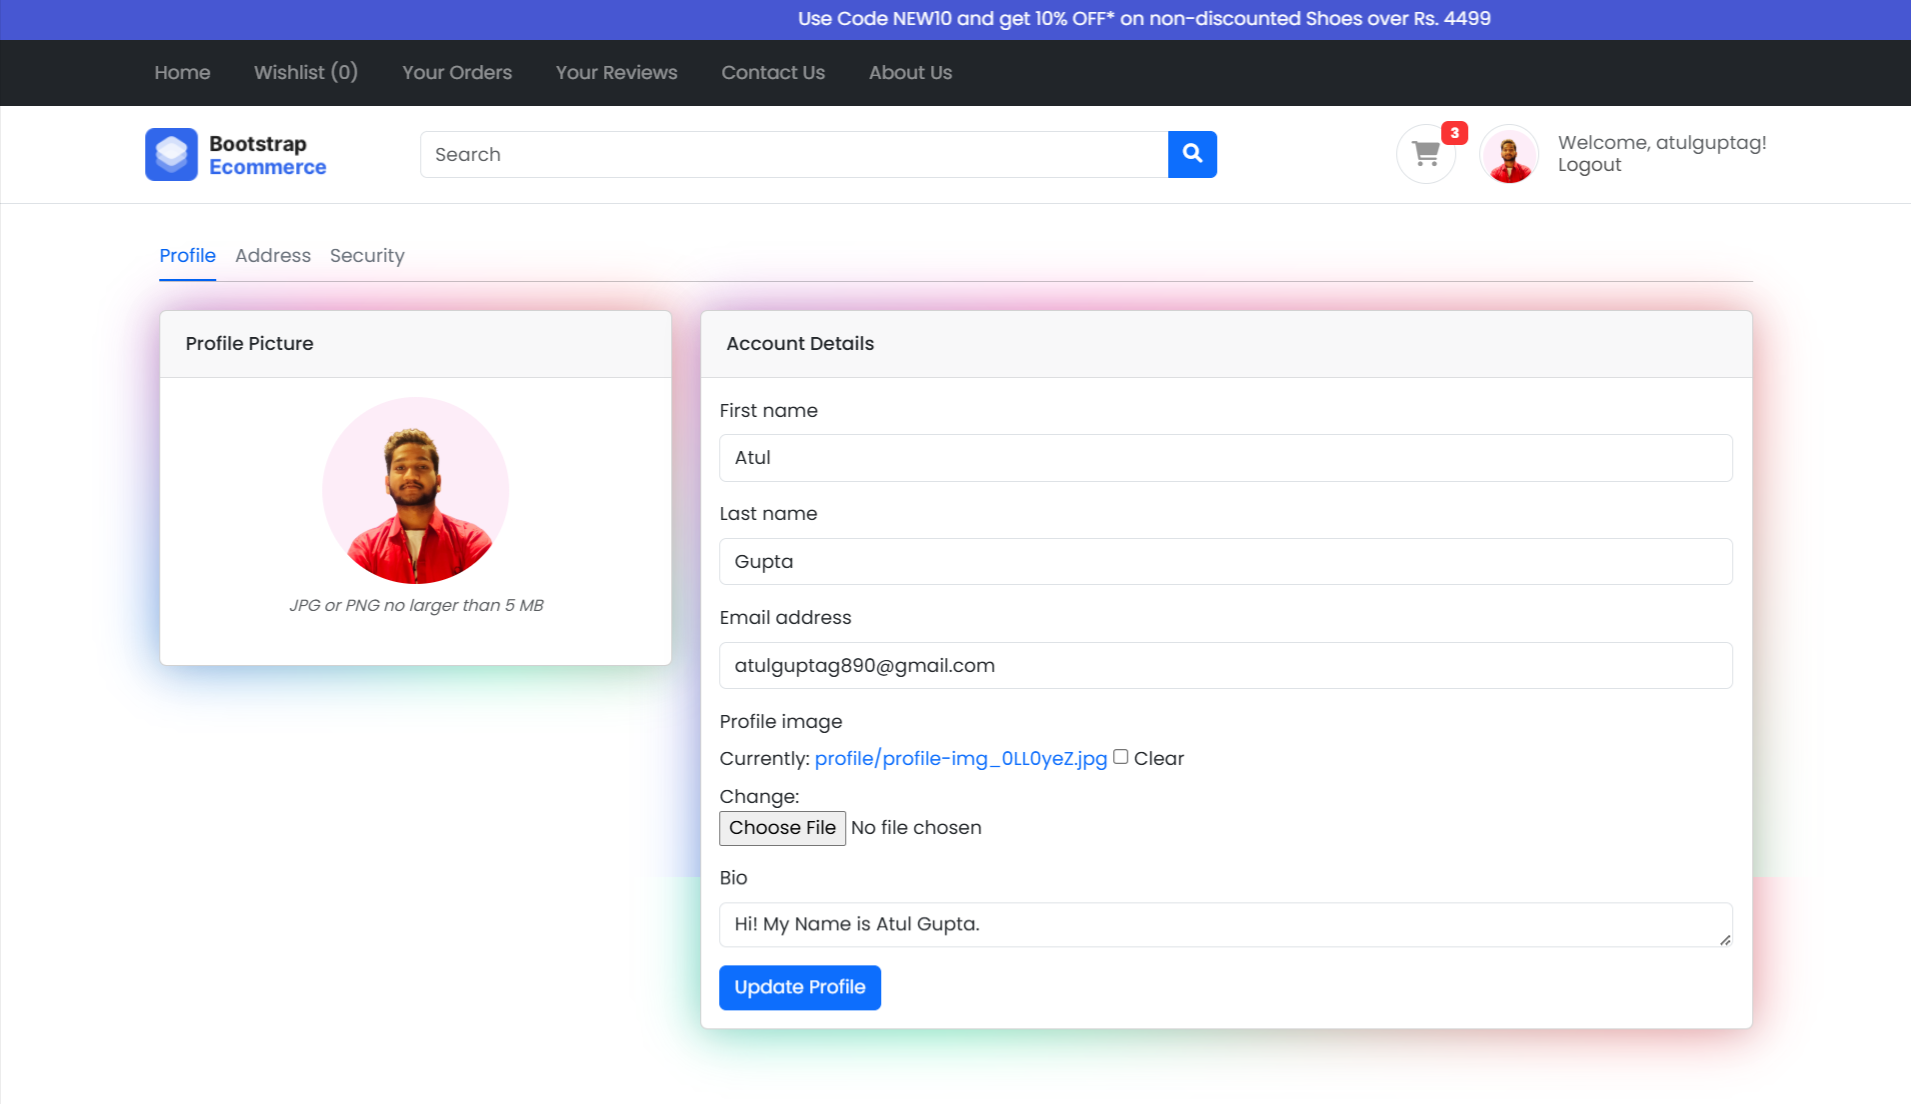 Use Code NEW10 and get 10% OFF* on non-discounted Shoes over Rs. 4499
Home Wishlist (0) Your Orders Your Reviews Contact Us About Us
Bootstrap
Ecommerce
Search
3
Welcome, atulguptag!
Logout
Profile Address Security
Profile Picture
JPG or PNG no larger than 5 MB
Account Details
First name
Atul
Last name
Gupta
Email address
atulguptag890@gmail.com
Profile image
Currently: profile/profile-img_0LL0yeZ.jpg Clear
Change:
Choose File No file chosen
Bio
Hi! My Name is Atul Gupta.
Update Profile